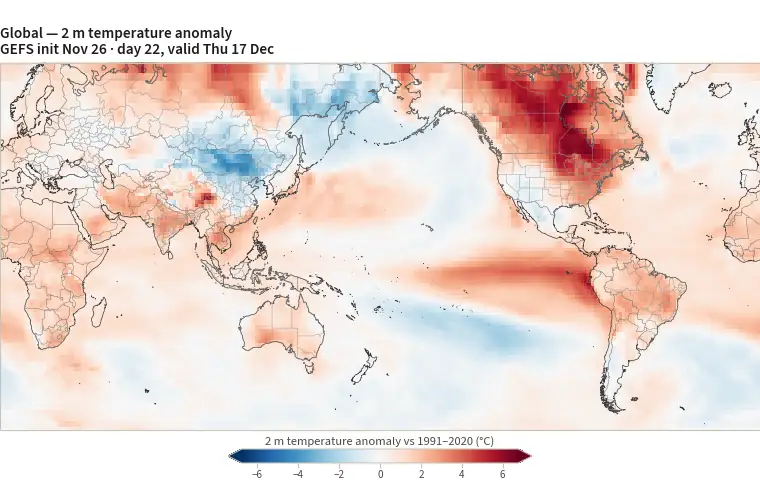 Global — 2 m temperature anomaly
GEFS init Nov 26 · day 22, valid Thu 17 Dec
2 m temperature anomaly vs 1991–2020 (°C)
−6 −4 −2 0 2 4 6